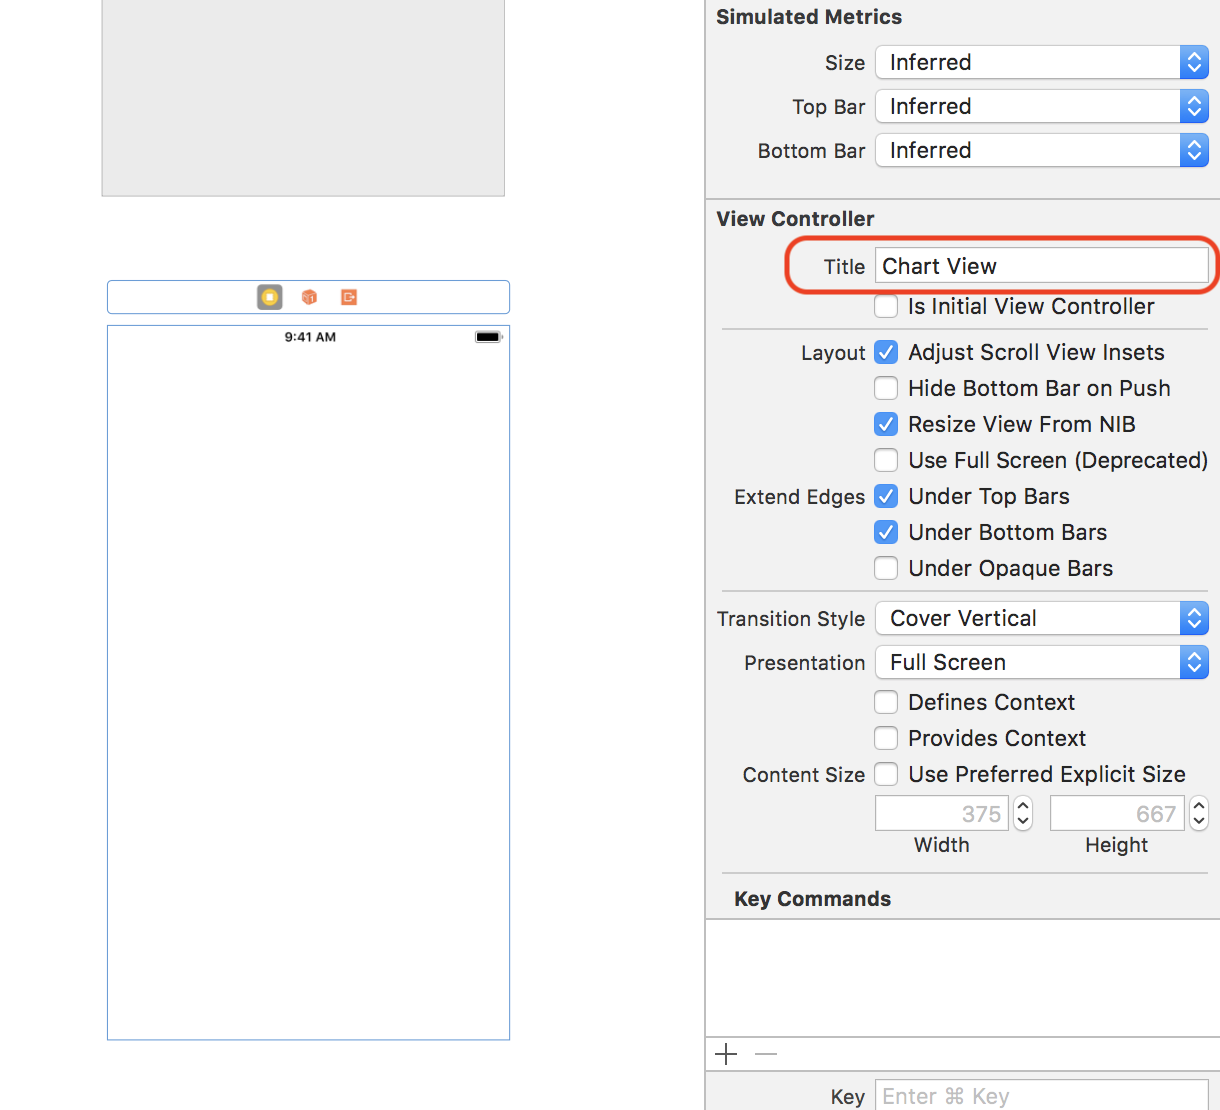 Simulated Metrics
Size Inferred
Top Bar Inferred
Bottom Bar Inferred
View Controller
Title Chart View
Is Initial View Controller
9:41 AM
Layout Adjust Scroll View Insets
Hide Bottom Bar on Push
Resize View From NIB
Use Full Screen (Deprecated)
Extend Edges Under Top Bars
Under Bottom Bars
Under Opaque Bars
Transition Style Cover Vertical
Presentation Full Screen
Defines Context
Provides Context
Content Size Use Preferred Explicit Size
375 667
Width Height
Key Commands
Key Enter ⌘ Key